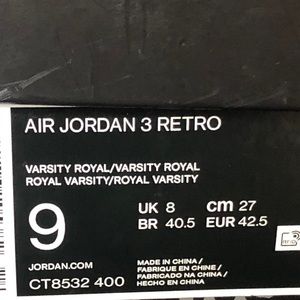 AIR JORDAN 3 RETRO
VARSITY ROYAL/VARSITY ROYAL
ROYAL VARSITY/ROYAL VARSITY
9
UK 8 cm 27
BR 40.5 EUR 42.5
JORDAN.COM
CT8532 400
MADE IN CHINA/
FABRIQUE EN CHINE/
FABRICADO NA CHINA/
HECHO EN CHINA